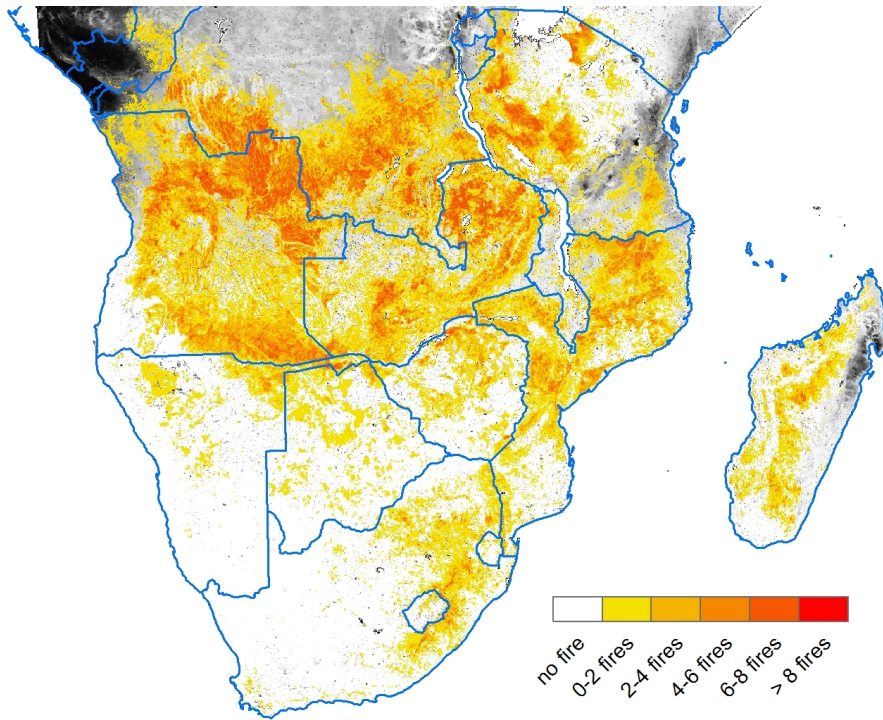 no fire
0-2 fires
2-4 fires
4-6 fires
6-8 fires
> 8 fires